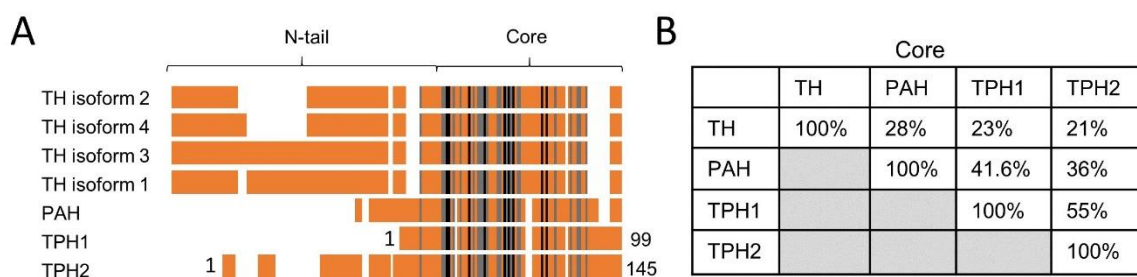 A
N-tail Core
TH isoform 2
TH isoform 4
TH isoform 3
TH isoform 1
PAH
TPH1 1 99
TPH2 1 145
B
Core
TH PAH TPH1 TPH2
TH 100% 28% 23% 21%
PAH 100% 41.6% 36%
TPH1 100% 55%
TPH2 100%